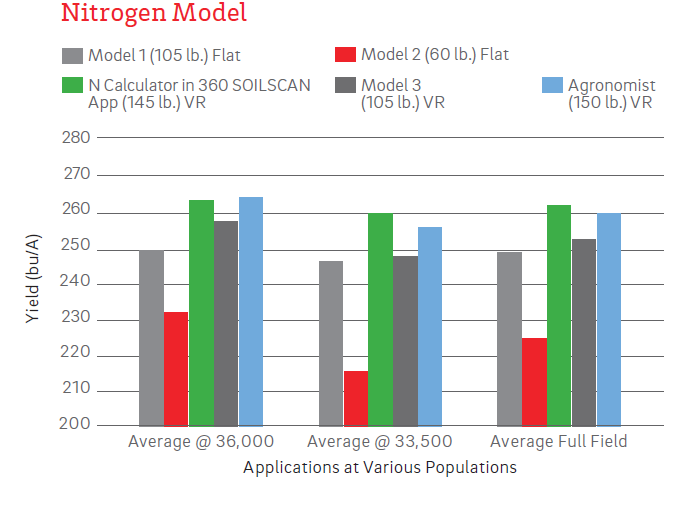 Nitrogen Model
Model 1 (105 lb.) Flat
Model 2 (60 lb.) Flat
N Calculator in 360 SOILSCAN
App (145 lb.) VR
Model 3
(105 lb.) VR
Agronomist
(150 lb.) VR
Yield (bu/A)
280
270
260
250
240
230
220
210
200
Average @ 36,000
Average @ 33,500
Average Full Field
Applications at Various Populations